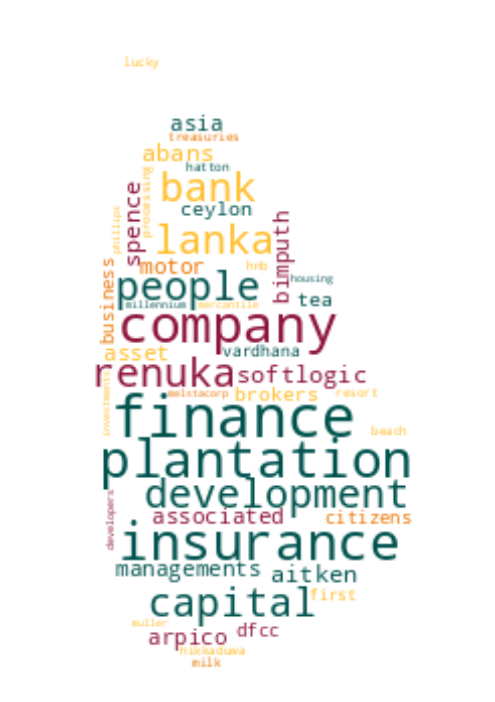 lucky
asia
treasuries
abans
hatton
bank
processing
spence
ceylon
phillips
lanka
bimputh
motor
hnb
business
people
housing
millennium mercantile
tea
company
asset
vardhana
renuka
softlogic
investments
melstacorp
brokers
resort
finance
beach
plantation
development
developers
associated
citizens
insurance
managements
aitken
capital
first
muller
arpico
dfcc
hikkaduwa
milk